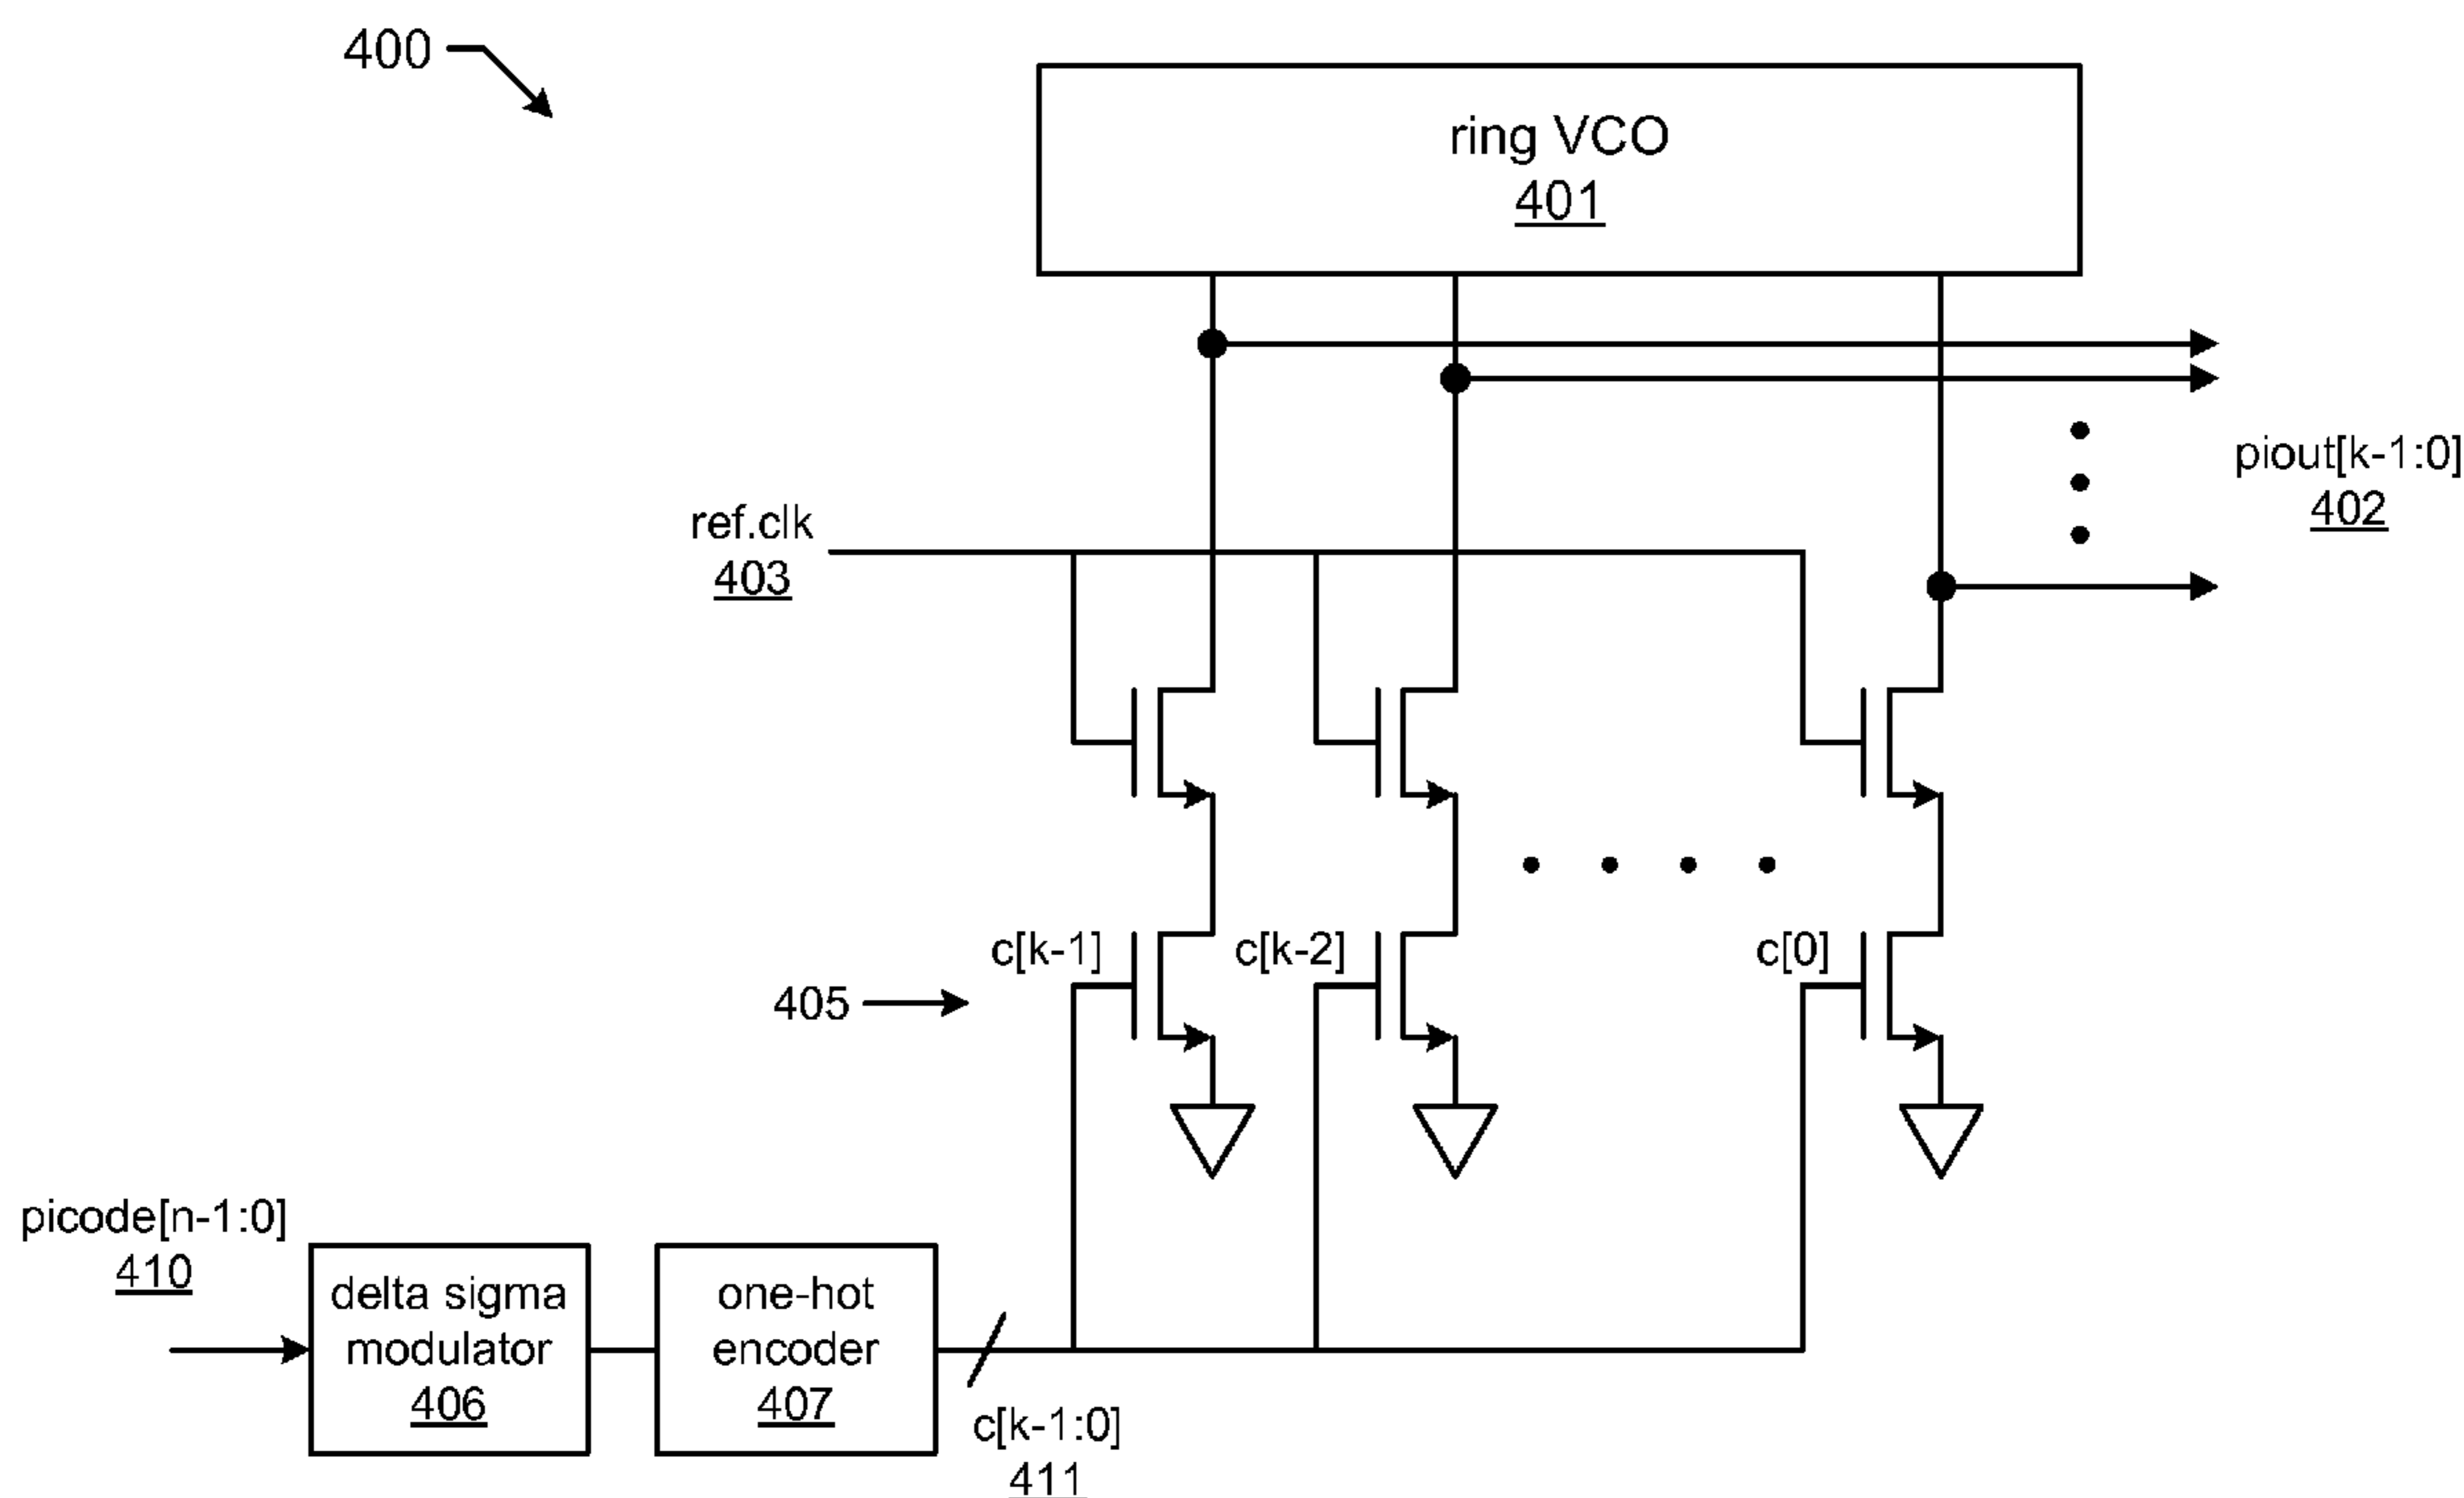 400
ring VCO
401
piout[k-1:0]
402
ref.clk
403
c[k-1]
c[k-2]
c[0]
405
picode[n-1:0]
410
delta sigma
modulator
406
one-hot
encoder
407
c[k-1:0]
411